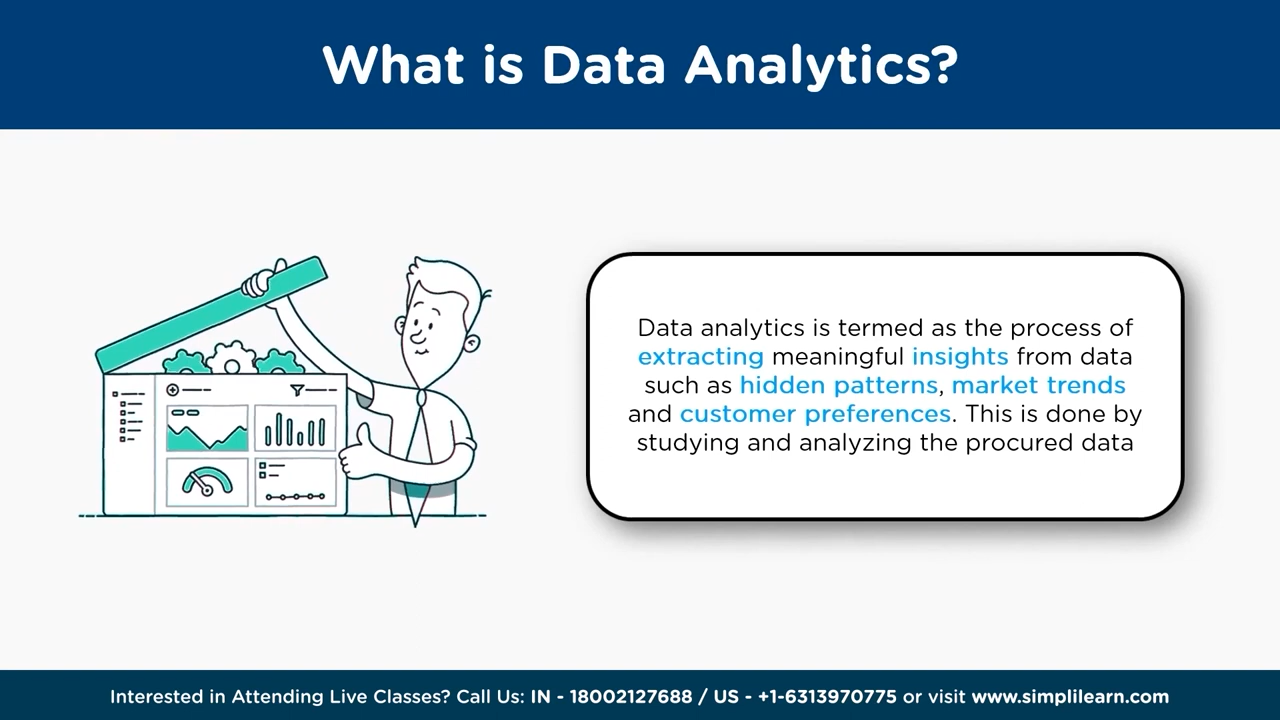 What is Data Analytics?
Data analytics is termed as the process of
extracting meaningful insights from data
such as hidden patterns, market trends
and customer preferences. This is done by
studying and analyzing the procured data
Interested in Attending Live Classes? Call Us: IN - 18002127688 / US - +1-6313970775 or visit www.simplilearn.com